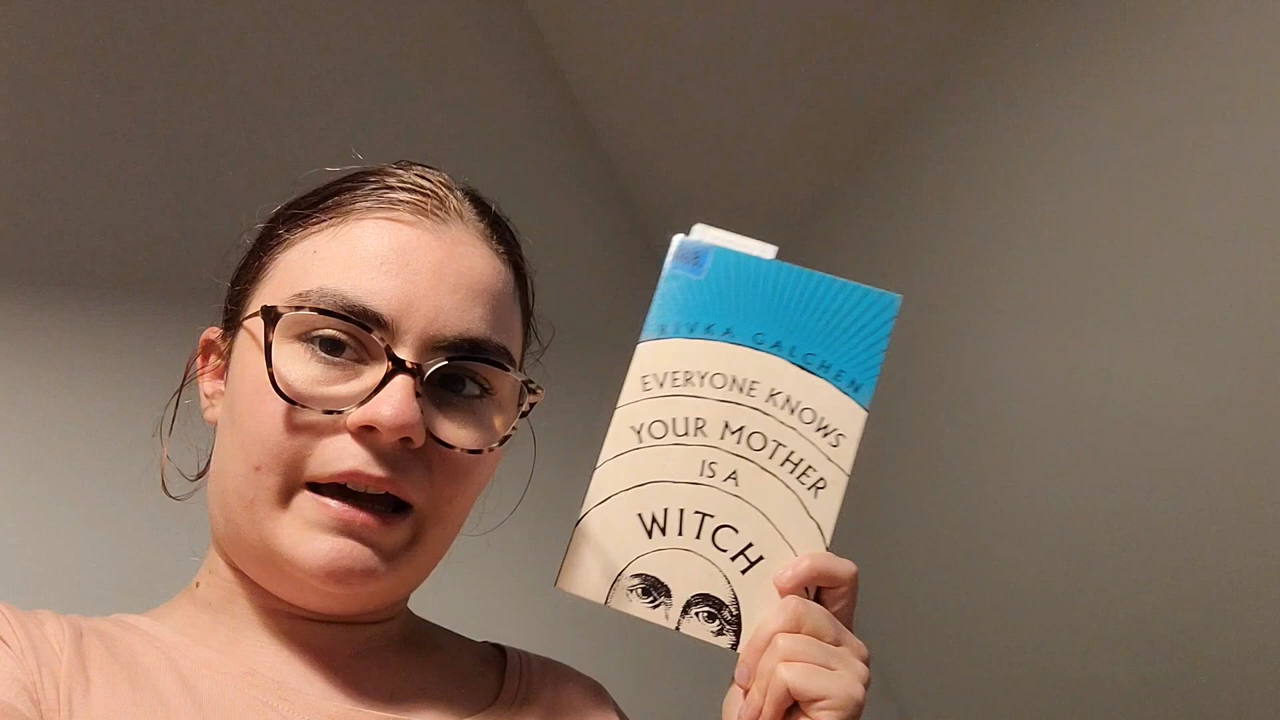 RIVKA GALCHEN
EVERYONE KNOWS
YOUR MOTHER
IS A
WITCH